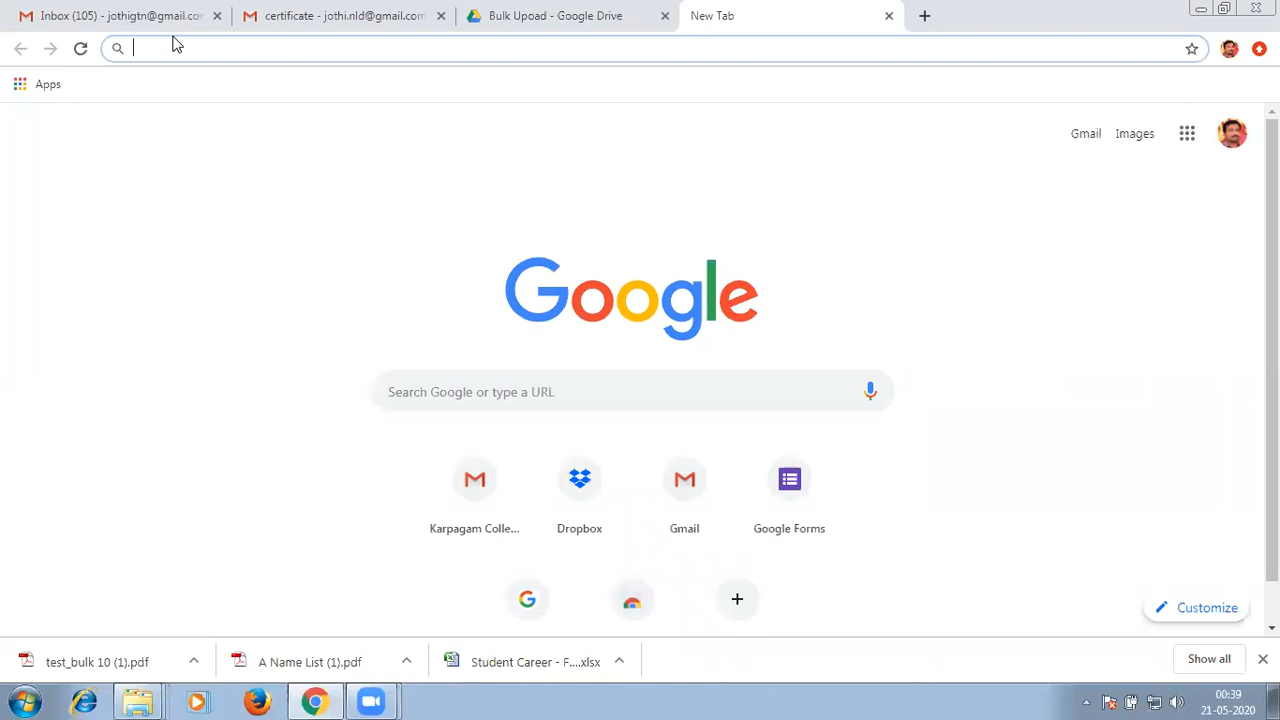 Inbox (105) - jothigtn@gmail.com
certificate - jothi.nld@gmail.com
Bulk Upoad - Google Drive
New Tab
Apps
Gmail Images
Google
Search Google or type a URL
Karpagam Colle... Dropbox Gmail Google Forms
Customize
test_bulk 10 (1).pdf
A Name List (1).pdf
Student Career - F....xlsx
Show all
00:39
21-05-2020